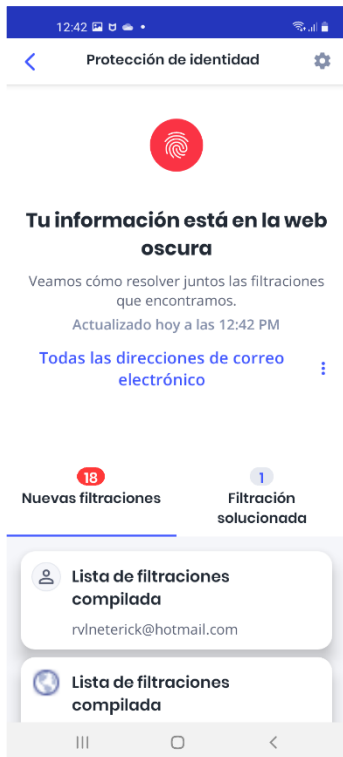 12:42
Protección de identidad
Tu información está en la web
oscura
Veamos cómo resolver juntos las filtraciones
que encontramos.
Actualizado hoy a las 12:42 PM
Todas las direcciones de correo
electrónico
18
Nuevas filtraciones
1
Filtración
solucionada
Lista de filtraciones
compilada
rvlneterick@hotmail.com
Lista de filtraciones
compilada